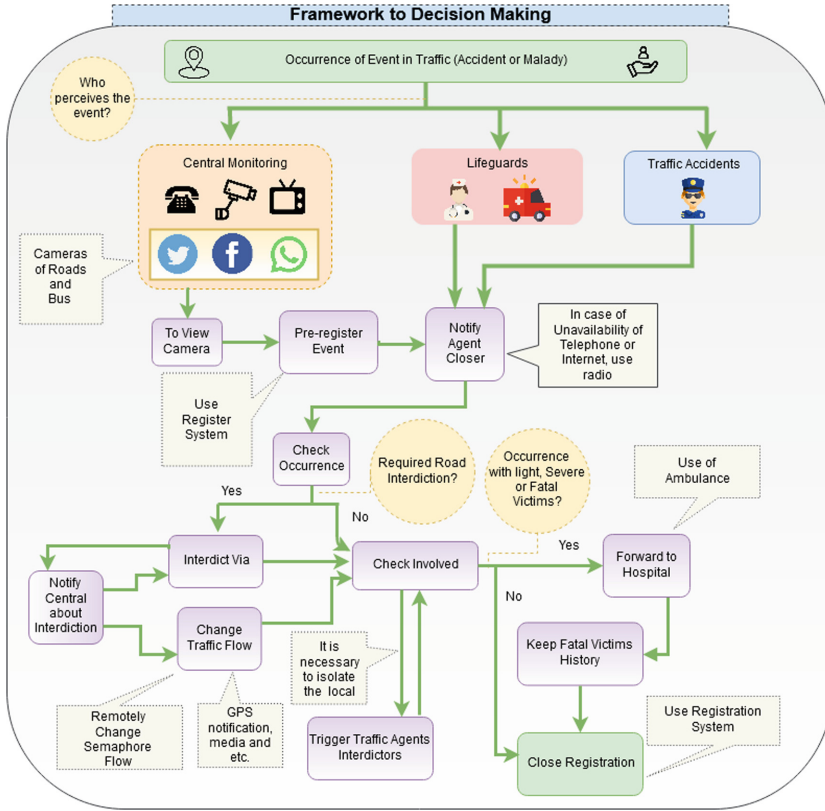 Framework to Decision Making
Occurrence of Event in Traffic (Accident or Malady)
Who
perceives the
event?
Central Monitoring
Lifeguards
Traffic Accidents
Cameras
of Roads
and
Bus
To View
Camera
Pre-register
Event
Notify
Agent
Closer
In case of
Unavailability of
Telephone or
Internet, use
radio
Use
Register
System
Check
Occurrence
Required Road
Interdiction?
Occurrence
with light, Severe
or Fatal
Victims?
Use of
Ambulance
Yes
No
Interdict Via
Check Involved
Yes
No
Forward to
Hospital
Notify
Central
about
Interdiction
Change
Traffic Flow
It is
necessary
to isolate
the local
Keep Fatal Victims
History
Remotely
Change
Semaphore
Flow
GPS
notification,
media and
etc.
Trigger Traffic Agents
Interdictors
Use Registration
System
Close Registration